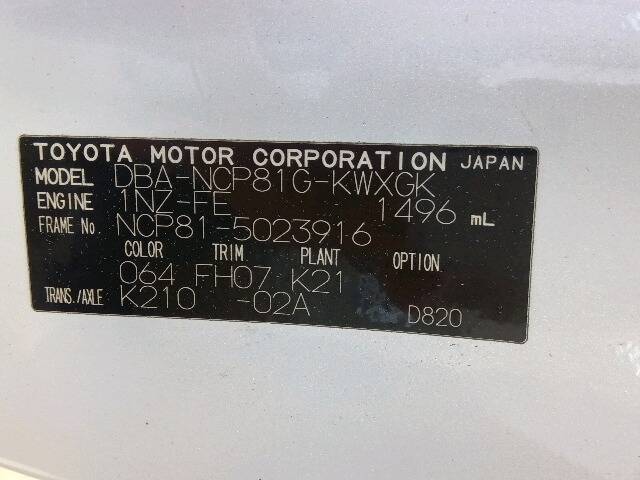 TOYOTA MOTOR CORPORATION JAPAN
MODEL DBA-NCP81G-KWXGK
ENGINE 1NZ-FE 1496 mL
FRAME No. NCP81-5023916
COLOR TRIM PLANT OPTION
064 FH07 K21
TRANS./AXLE K210 -02A D820